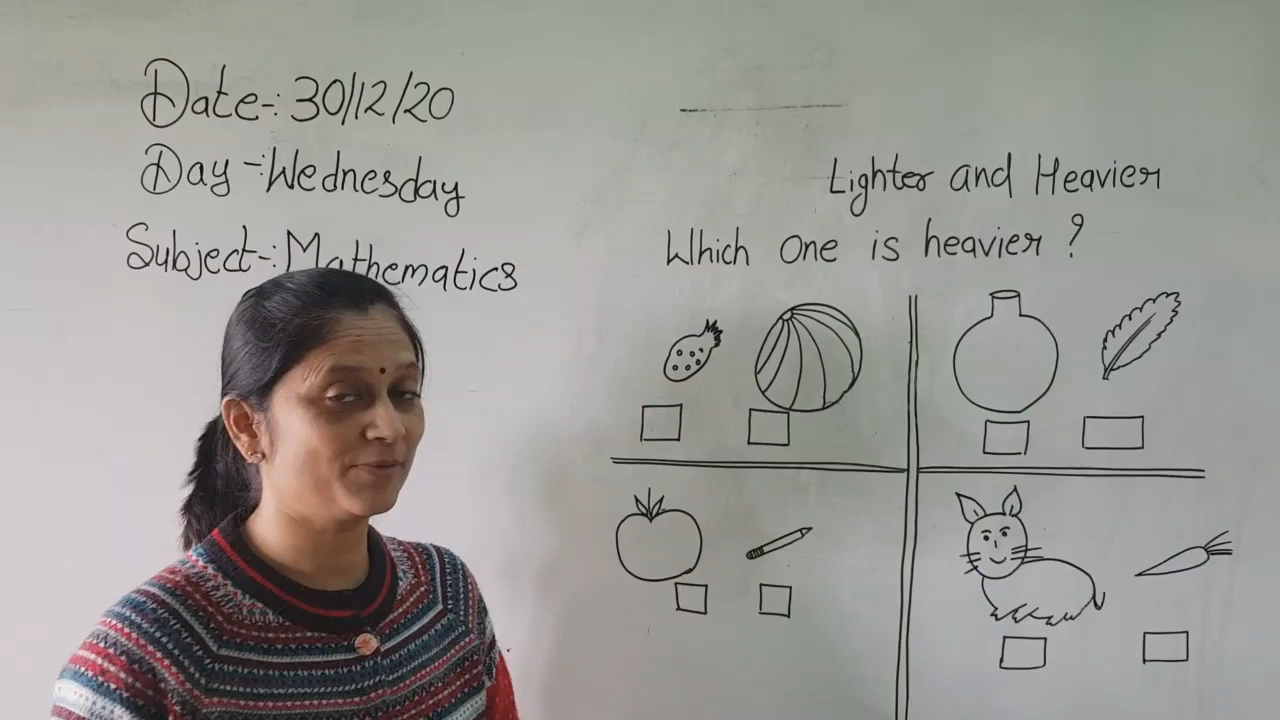 Date-: 30/12/20
Day-: Wednesday
Subject-: Mathematics
Lighter and Heavier
Which one is heavier ?